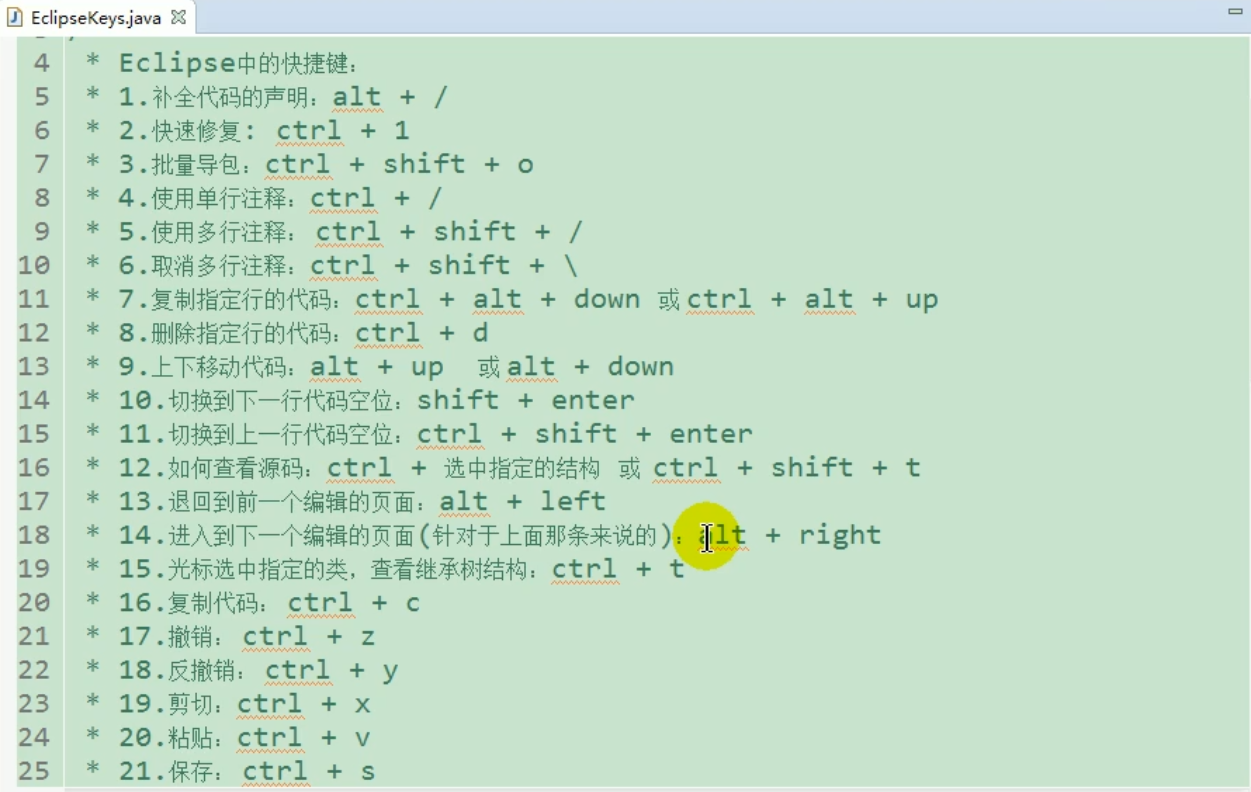 EclipseKeys.java
4 * Eclipse中的快捷键：
5 * 1.补全代码的声明：alt + /
6 * 2.快速修复: ctrl + 1
7 * 3.批量导包：ctrl + shift + o
8 * 4.使用单行注释：ctrl + /
9 * 5.使用多行注释： ctrl + shift + /
10 * 6.取消多行注释：ctrl + shift + \
11 * 7.复制指定行的代码：ctrl + alt + down 或ctrl + alt + up
12 * 8.删除指定行的代码：ctrl + d
13 * 9.上下移动代码：alt + up  或alt + down
14 * 10.切换到下一行代码空位：shift + enter
15 * 11.切换到上一行代码空位：ctrl + shift + enter
16 * 12.如何查看源码：ctrl + 选中指定的结构 或 ctrl + shift + t
17 * 13.退回到前一个编辑的页面：alt + left
18 * 14.进入到下一个编辑的页面(针对于上面那条来说的)：alt + right
19 * 15.光标选中指定的类，查看继承树结构：ctrl + t
20 * 16.复制代码： ctrl + c
21 * 17.撤销： ctrl + z
22 * 18.反撤销： ctrl + y
23 * 19.剪切：ctrl + x
24 * 20.粘贴：ctrl + v
25 * 21.保存： ctrl + s